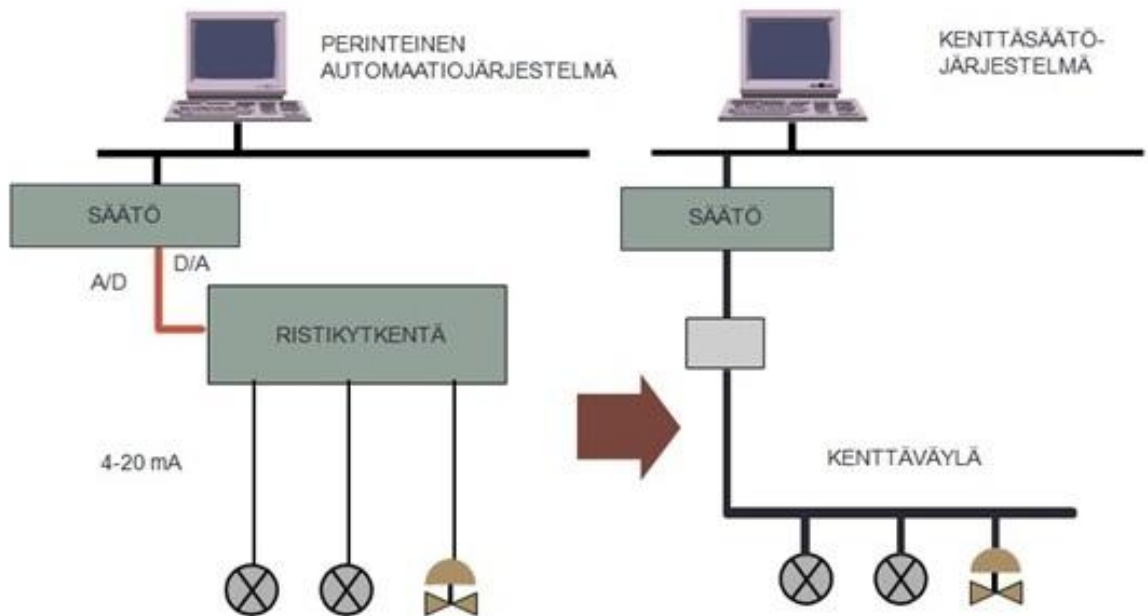 PERINTEINEN
AUTOMAATIOJÄRJESTELMÄ
SÄÄTÖ
D/A
A/D
RISTIKYTKENTÄ
4-20 mA
KENTTÄSÄÄTÖ-
JÄRJESTELMÄ
SÄÄTÖ
KENTTÄVÄYLÄ